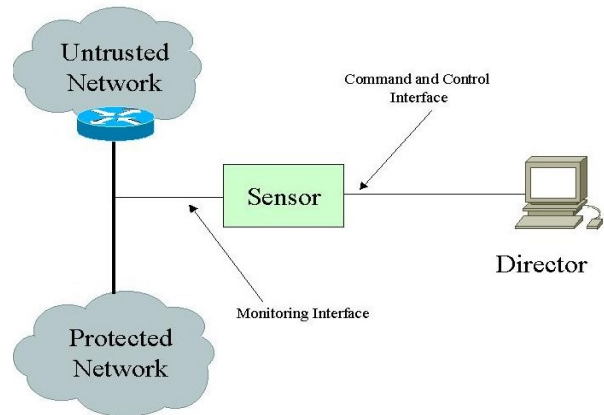 Untrusted
Network
Command and Control
Interface
Sensor
Director
Monitoring Interface
Protected
Network